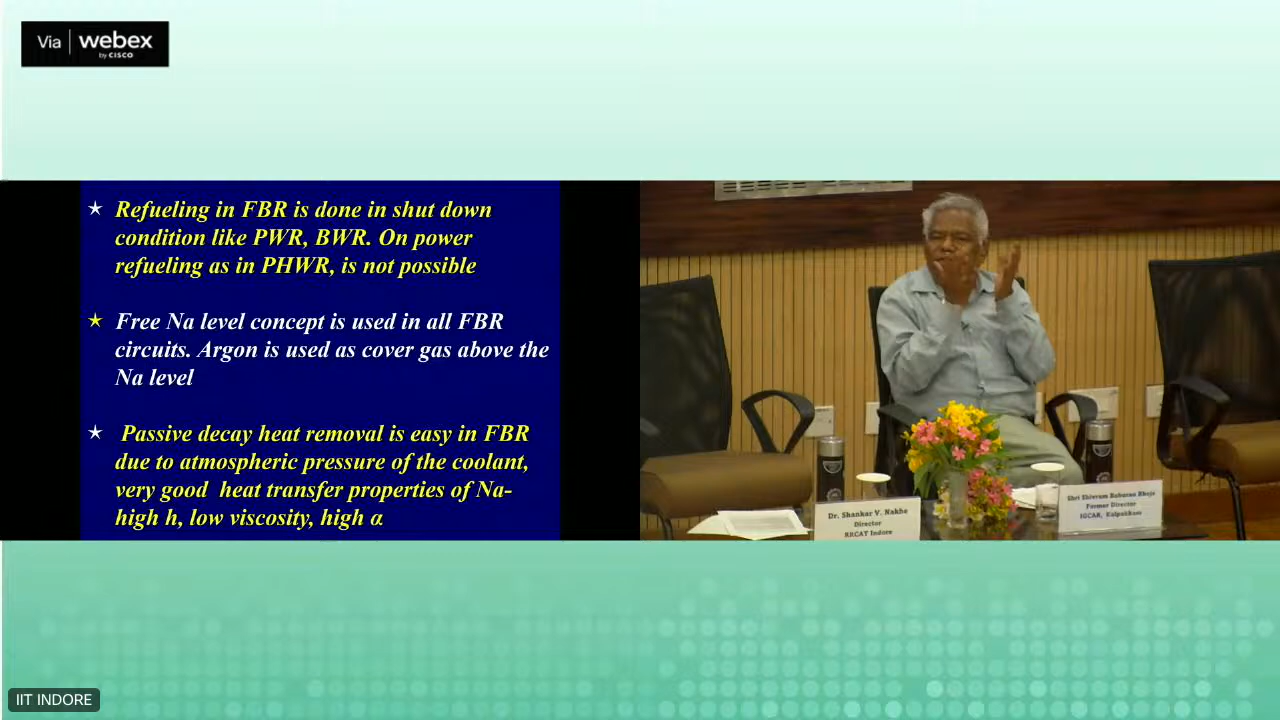 Via webex
by CISCO
★ Refueling in FBR is done in shut down
condition like PWR, BWR. On power
refueling as in PHWR, is not possible
★ Free Na level concept is used in all FBR
circuits. Argon is used as cover gas above the
Na level
★ Passive decay heat removal is easy in FBR
due to atmospheric pressure of the coolant,
very good heat transfer properties of Na-
high h, low viscosity, high α
Dr. Shankar V. Nakhe
Director
RRCAT Indore
Shri Shivram Baburao Bhoje
Former Director
IGCAR, Kalpakkam
IIT INDORE